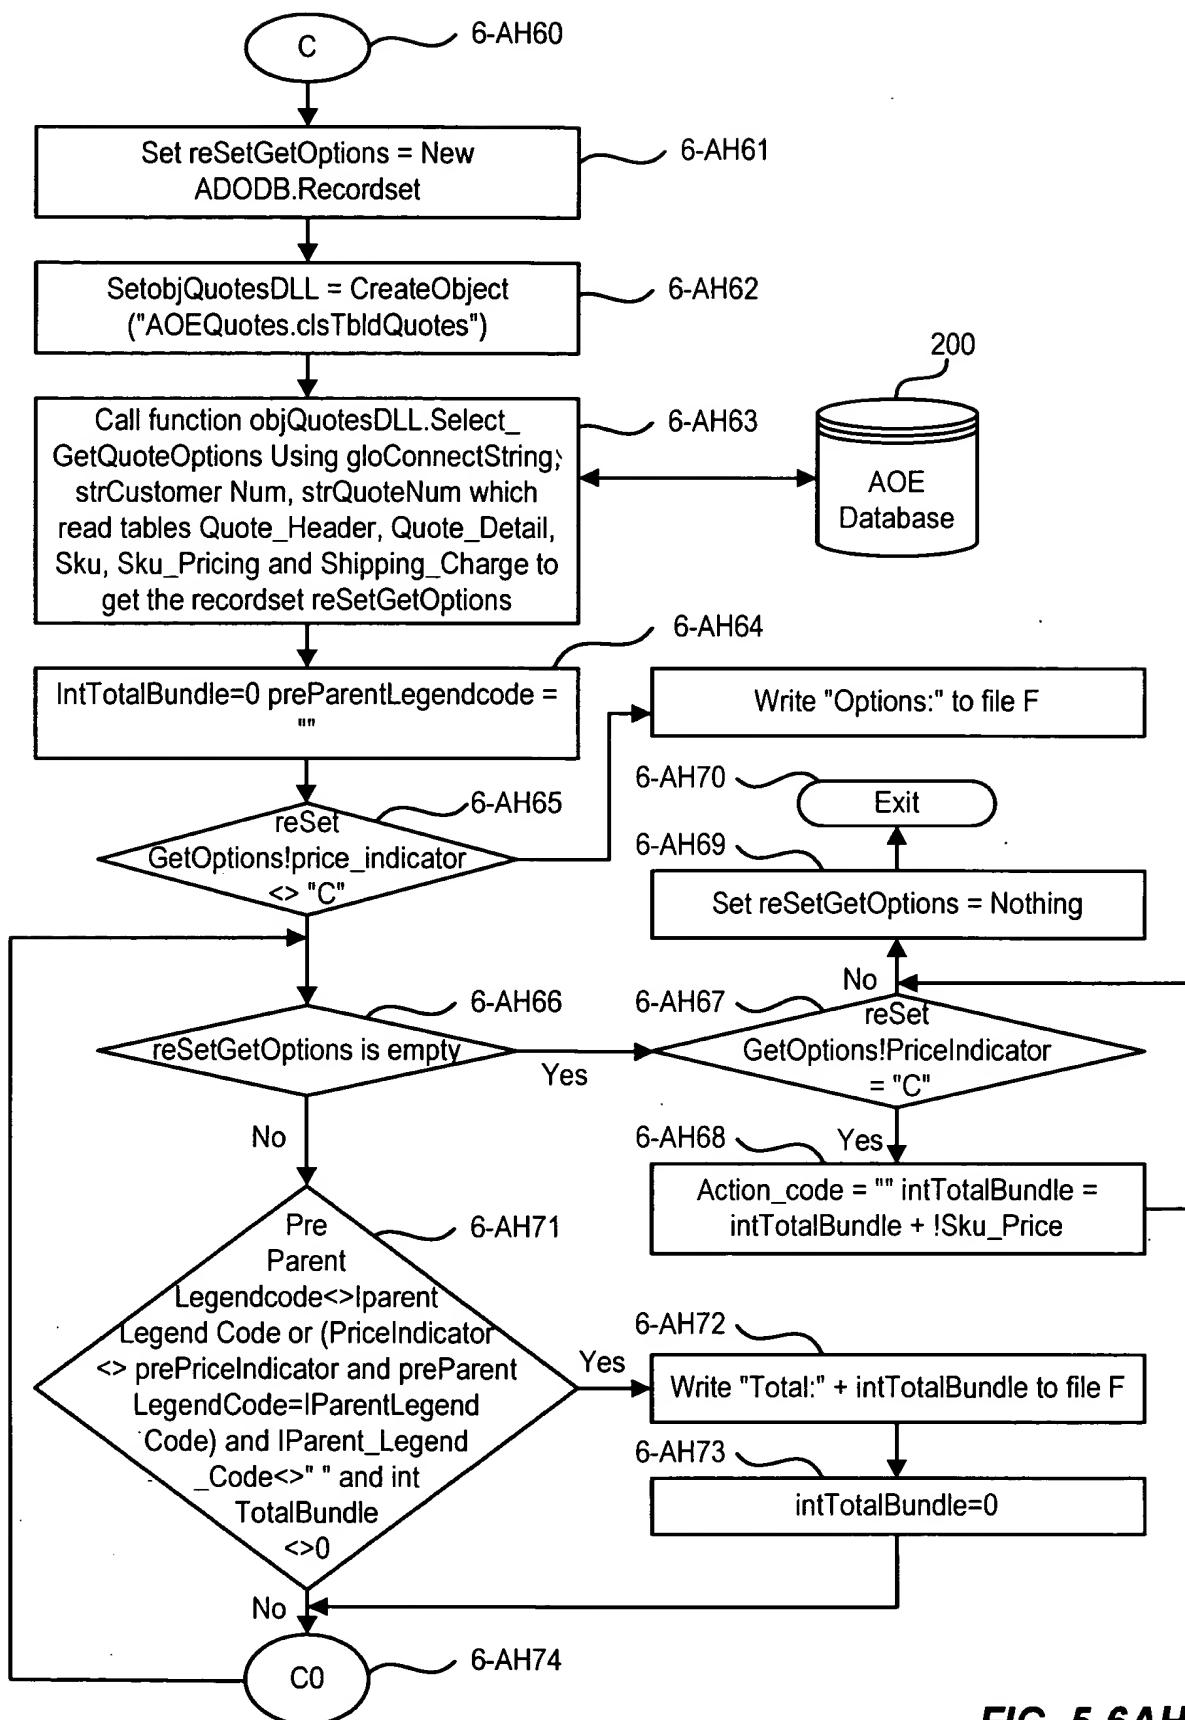 C
6-AH60
Set reSetGetOptions = New
ADODB.Recordset
6-AH61
SetobjQuotesDLL = CreateObject
("AOEQuotes.clsTbldQuotes")
6-AH62
Call function objQuotesDLL.Select_
GetQuoteOptions Using gloConnectString,
strCustomer Num, strQuoteNum which
read tables Quote_Header, Quote_Detail,
Sku, Sku_Pricing and Shipping_Charge to
get the recordset reSetGetOptions
6-AH63
200
AOE
Database
6-AH64
IntTotalBundle=0 preParentLegendcode =
""
Write "Options:" to file F
6-AH65
reSet
GetOptions!price_indicator
<> "C"
6-AH70
Exit
6-AH69
Set reSetGetOptions = Nothing
No
6-AH66
reSetGetOptions is empty
Yes
No
6-AH67
reSet
GetOptions!PriceIndicator
= "C"
Yes
6-AH68
Action_code = "" intTotalBundle =
intTotalBundle + !Sku_Price
6-AH71
Pre
Parent
Legendcode<>Iparent
Legend Code or (PriceIndicator
<> prePriceIndicator and preParent
LegendCode=IParentLegend
Code) and IParent_Legend
_Code<>" " and int
TotalBundle
<>0
Yes
6-AH72
Write "Total:" + intTotalBundle to file F
6-AH73
intTotalBundle=0
No
C0
6-AH74
FIG. 5-6AH